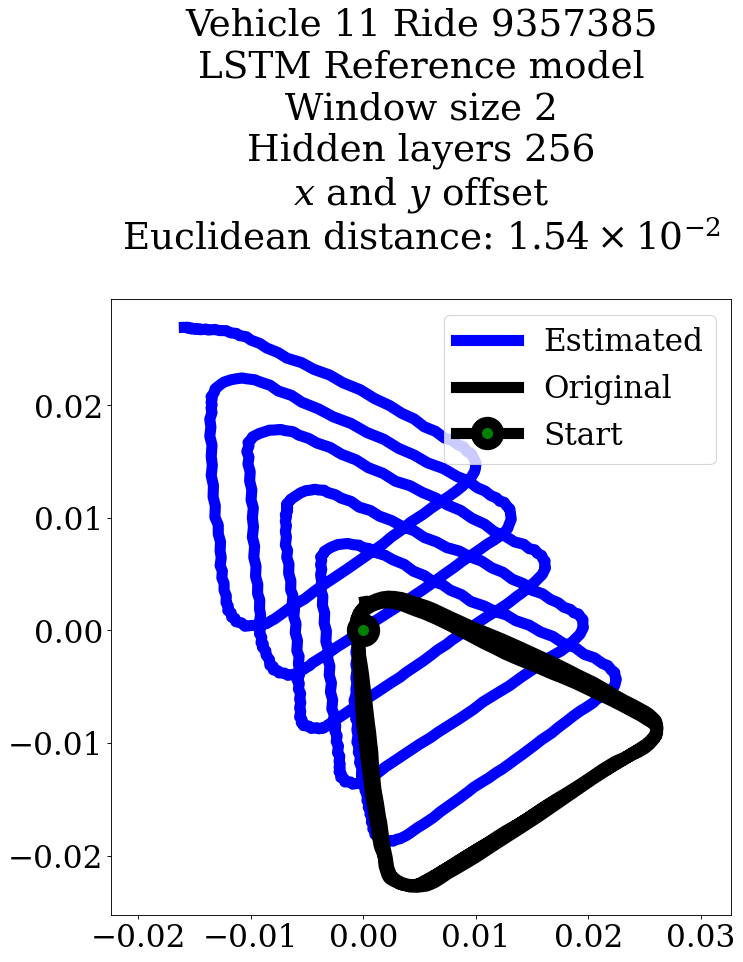 Vehicle 11 Ride 9357385
LSTM Reference model
Window size 2
Hidden layers 256
x and y offset
Euclidean distance: 1.54 × 10⁻²
Estimated
Original
Start
0.02
0.01
0.00
−0.01
−0.02
−0.02 −0.01 0.00 0.01 0.02 0.03